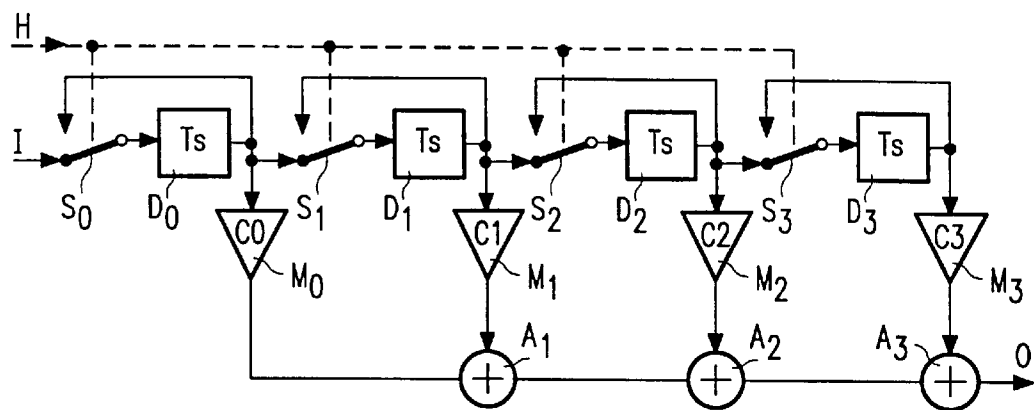 H
I
Ts Ts Ts Ts
S0 D0 S1 D1 S2 D2 S3 D3
C0 C1 C2 C3
M0 M1 M2 M3
A1 A2 A3 O